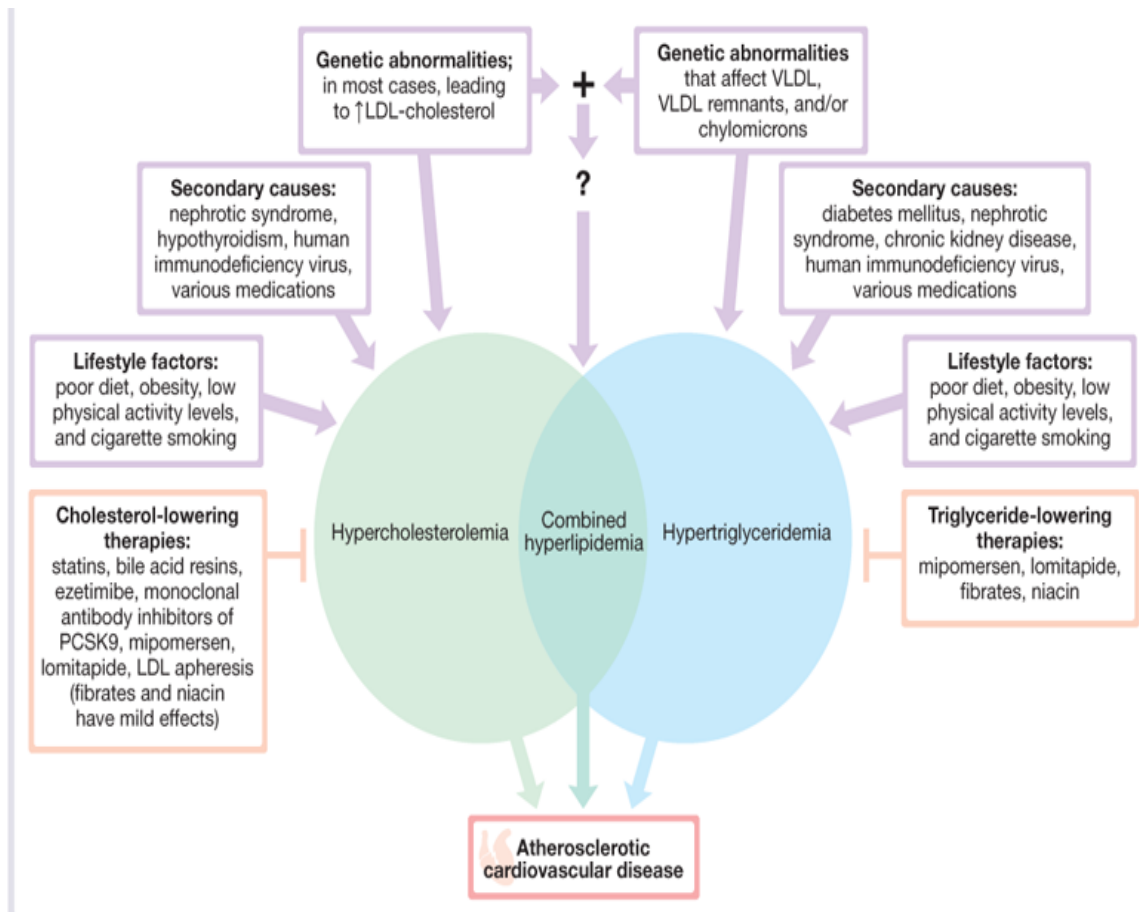 Genetic abnormalities;
in most cases, leading
to ↑LDL-cholesterol
+
?
Genetic abnormalities
that affect VLDL,
VLDL remnants, and/or
chylomicrons
Secondary causes:
nephrotic syndrome,
hypothyroidism, human
immunodeficiency virus,
various medications
Secondary causes:
diabetes mellitus, nephrotic
syndrome, chronic kidney disease,
human immunodeficiency virus,
various medications
Lifestyle factors:
poor diet, obesity, low
physical activity levels,
and cigarette smoking
Lifestyle factors:
poor diet, obesity, low
physical activity levels,
and cigarette smoking
Cholesterol-lowering
therapies:
statins, bile acid resins,
ezetimibe, monoclonal
antibody inhibitors of
PCSK9, mipomersen,
lomitapide, LDL apheresis
(fibrates and niacin
have mild effects)
Hypercholesterolemia
Combined
hyperlipidemia
Hypertriglyceridemia
Triglyceride-lowering
therapies:
mipomersen, lomitapide,
fibrates, niacin
Atherosclerotic
cardiovascular disease